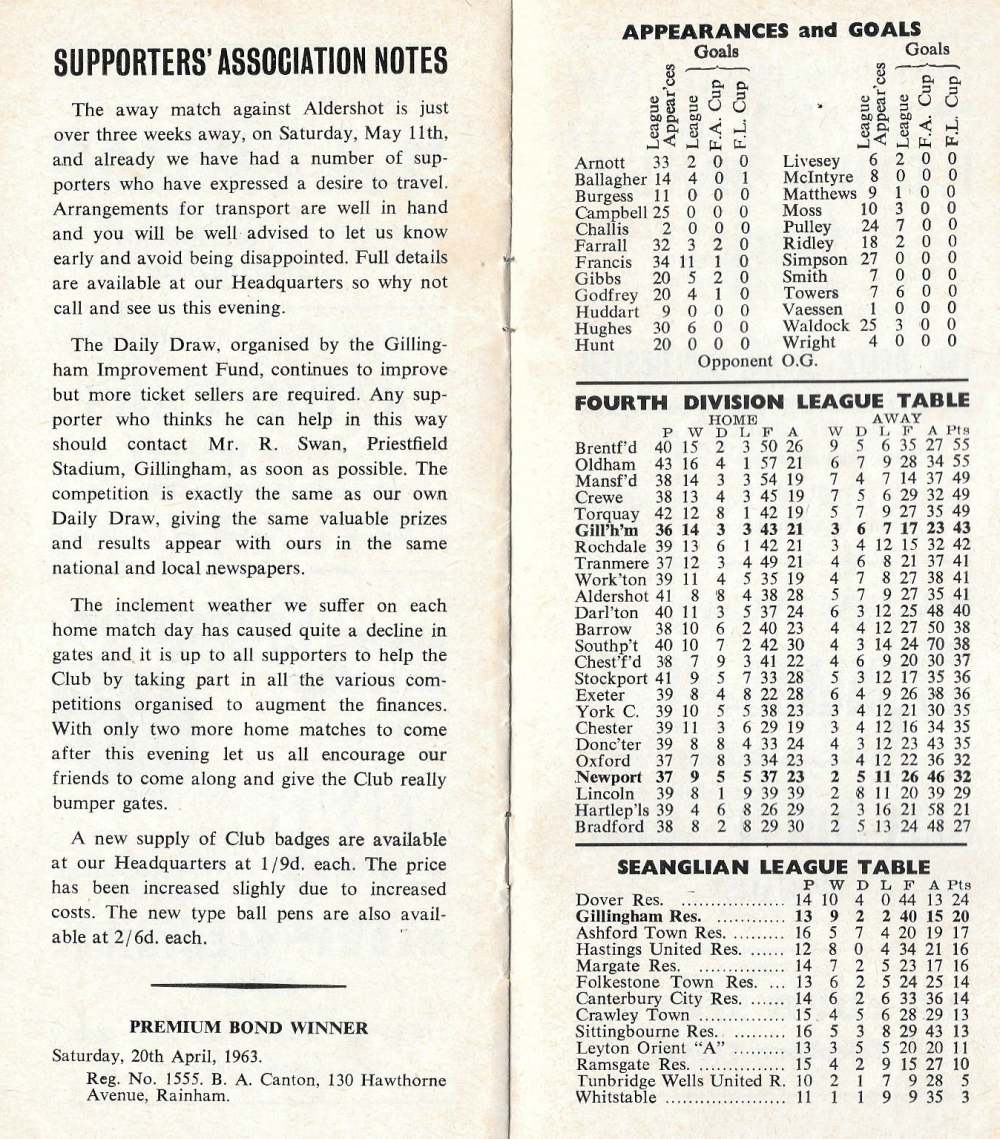 SUPPORTERS' ASSOCIATION NOTES
The away match against Aldershot is just
over three weeks away, on Saturday, May 11th,
and already we have had a number of sup-
porters who have expressed a desire to travel.
Arrangements for transport are well in hand
and you will be well advised to let us know
early and avoid being disappointed. Full details
are available at our Headquarters so why not
call and see us this evening.
The Daily Draw, organised by the Gilling-
ham Improvement Fund, continues to improve
but more ticket sellers are required. Any sup-
porter who thinks he can help in this way
should contact Mr. R. Swan, Priestfield
Stadium, Gillingham, as soon as possible. The
competition is exactly the same as our own
Daily Draw, giving the same valuable prizes
and results appear with ours in the same
national and local newspapers.
The inclement weather we suffer on each
home match day has caused quite a decline in
gates and it is up to all supporters to help the
Club by taking part in all the various com-
petitions organised to augment the finances.
With only two more home matches to come
after this evening let us all encourage our
friends to come along and give the Club really
bumper gates.
A new supply of Club badges are available
at our Headquarters at 1/9d. each. The price
has been increased slighly due to increased
costs. The new type ball pens are also avail-
able at 2/6d. each.
PREMIUM BOND WINNER
Saturday, 20th April, 1963.
Reg. No. 1555. B. A. Canton, 130 Hawthorne
Avenue, Rainham.
APPEARANCES and GOALS
Goals
League Appear'ces League F.A. Cup F.L. Cup
Arnott 33 2 0 0
Ballagher 14 4 0 1
Burgess 11 0 0 0
Campbell 25 0 0 0
Challis 2 0 0 0
Farrall 32 3 2 0
Francis 34 11 1 0
Gibbs 20 5 2 0
Godfrey 20 4 1 0
Huddart 9 0 0 0
Hughes 30 6 0 0
Hunt 20 0 0 0
Goals
League Appear'ces League F.A. Cup F.L. Cup
Livesey 6 2 0 0
McIntyre 8 0 0 0
Matthews 9 1 0 0
Moss 10 3 0 0
Pulley 24 7 0 0
Ridley 18 2 0 0
Simpson 27 0 0 0
Smith 7 0 0 0
Towers 7 6 0 0
Vaessen 1 0 0 0
Waldock 25 3 0 0
Wright 4 0 0 0
Opponent O.G.
FOURTH DIVISION LEAGUE TABLE
HOME AWAY
P W D L F A W D L F A Pts
Brentf'd 40 15 2 3 50 26 9 5 6 35 27 55
Oldham 43 16 4 1 57 21 6 7 9 28 34 55
Mansf'd 38 14 3 3 54 19 7 4 7 14 37 49
Crewe 38 13 4 3 45 19 7 5 6 29 32 49
Torquay 42 12 8 1 42 19 5 7 9 27 35 49
Gill'h'm 36 14 3 3 43 21 3 6 7 17 23 43
Rochdale 39 13 6 1 42 21 3 4 12 15 32 42
Tranmere 37 12 3 4 49 21 4 6 8 21 37 41
Work'ton 39 11 4 5 35 19 4 7 8 27 38 41
Aldershot 41 8 8 4 38 28 5 7 9 27 35 41
Darl'ton 40 11 3 5 37 24 6 3 12 25 48 40
Barrow 38 10 6 2 40 23 4 4 12 27 50 38
Southp't 40 10 7 2 42 30 4 3 14 24 70 38
Chest'f'd 38 7 9 3 41 22 4 6 9 20 30 37
Stockport 41 9 5 7 33 28 5 3 12 17 35 36
Exeter 39 8 4 8 22 28 6 4 9 26 38 36
York C. 39 10 5 5 38 23 3 4 12 21 30 35
Chester 39 11 3 6 29 19 3 4 12 16 34 35
Donc'ter 39 8 8 4 33 24 4 3 12 23 43 35
Oxford 37 7 8 3 34 23 3 4 12 22 36 32
Newport 37 9 5 5 37 23 2 5 11 26 46 32
Lincoln 39 8 1 9 39 39 2 8 11 20 39 29
Hartlep'ls 39 4 6 8 26 29 2 3 16 21 58 21
Bradford 38 8 2 8 29 30 2 5 13 24 48 27
SEANGLIAN LEAGUE TABLE
P W D L F A Pts
Dover Res. .................. 14 10 4 0 44 13 24
Gillingham Res. ............ 13 9 2 2 40 15 20
Ashford Town Res. ......... 16 5 7 4 20 19 17
Hastings United Res. ...... 12 8 0 4 34 21 16
Margate Res. ............... 14 7 2 5 23 17 16
Folkestone Town Res. ... 13 6 2 5 24 25 14
Canterbury City Res. ...... 14 6 2 6 33 36 14
Crawley Town ............... 15 4 5 6 28 29 13
Sittingbourne Res. ......... 16 5 3 8 29 43 13
Leyton Orient "A" ......... 13 3 5 5 20 20 11
Ramsgate Res. ............... 15 4 2 9 15 27 10
Tunbridge Wells United R. 10 2 1 7 9 28 5
Whitstable ..................... 11 1 1 9 9 35 3